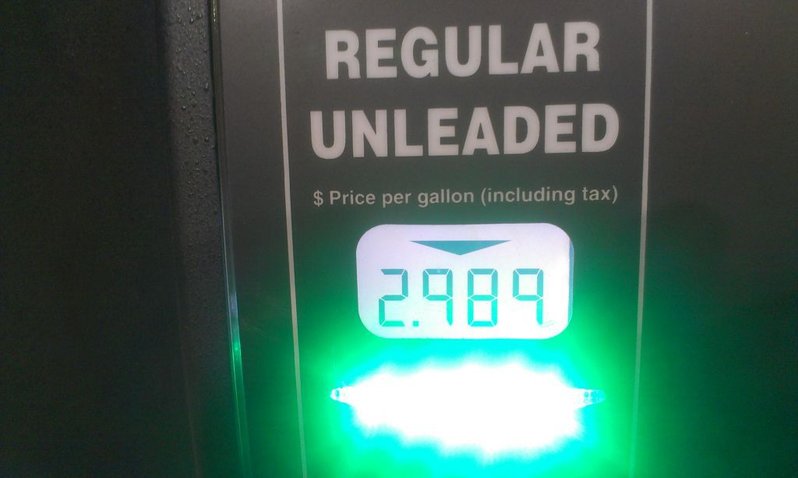 REGULAR
UNLEADED
$ Price per gallon (including tax)
2.989